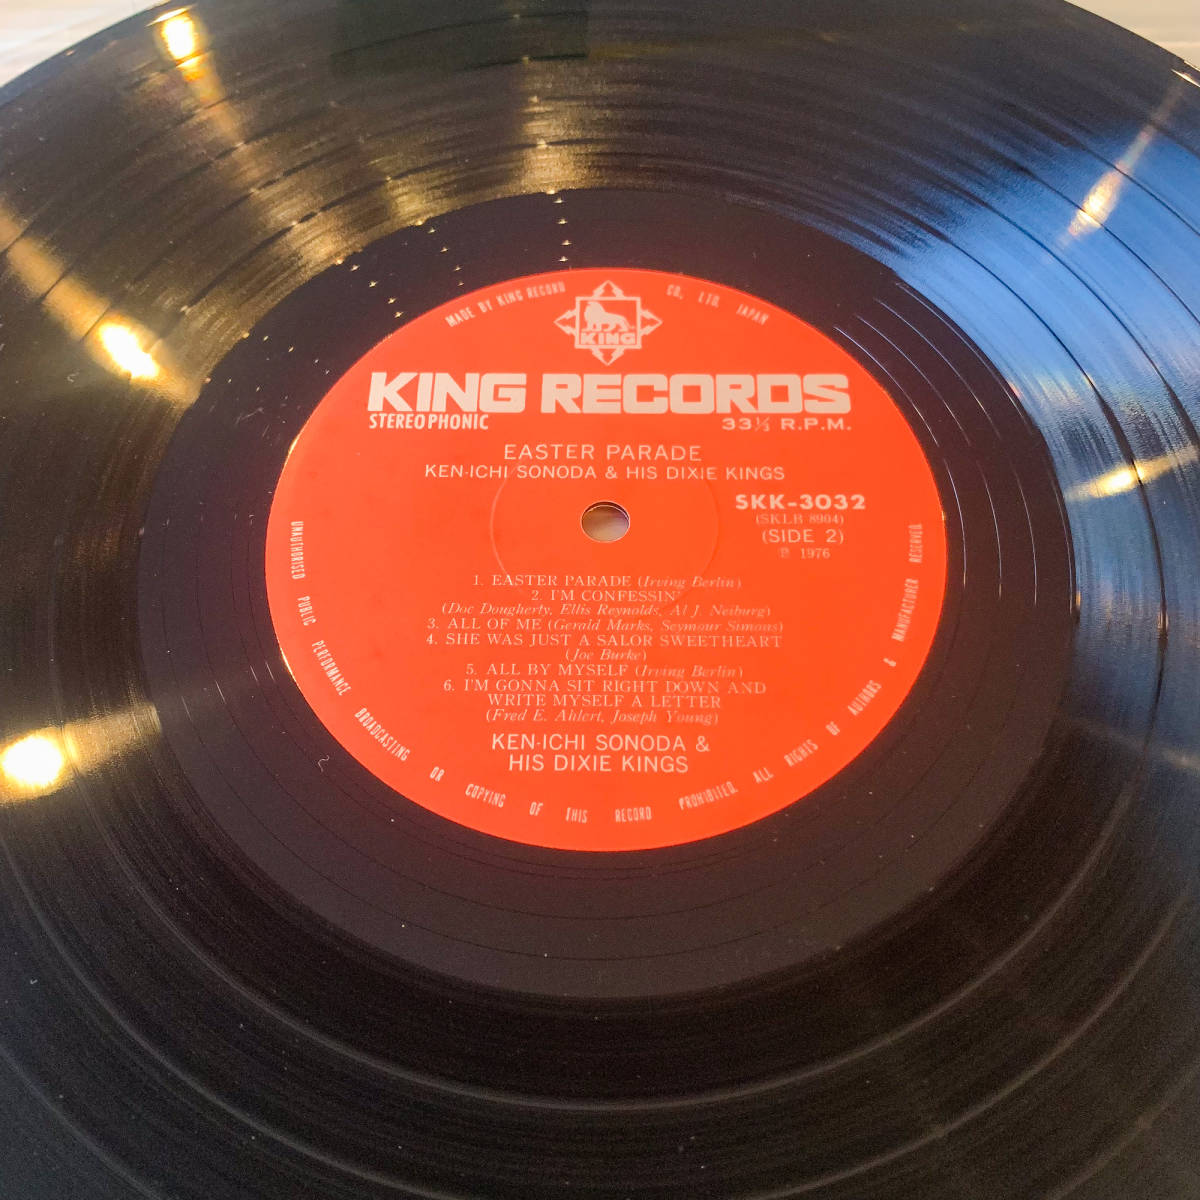 MADE BY KING RECORD CO., LTD. JAPAN
KING
KING RECORDS
STEREOPHONIC
33⅓ R.P.M.
EASTER PARADE
KEN-ICHI SONODA & HIS DIXIE KINGS
SKK-3032
(SKLB 8904)
(SIDE 2)
℗ 1976
1. EASTER PARADE (Irving Berlin)
2. I'M CONFESSIN'
(Doc Dougherty, Ellis Reynolds, Al J. Neiburg)
3. ALL OF ME (Gerald Marks, Seymour Simons)
4. SHE WAS JUST A SALOR SWEETHEART
(Joe Burke)
5. ALL BY MYSELF (Irving Berlin)
6. I'M GONNA SIT RIGHT DOWN AND
WRITE MYSELF A LETTER
(Fred E. Ahlert, Joseph Young)
KEN-ICHI SONODA &
HIS DIXIE KINGS
UNAUTHORISED PUBLIC PERFORMANCE BROADCASTING OR COPYING OF THIS RECORD PROHIBITED. ALL RIGHTS OF AUTHORS & MANUFACTURER RESERVED.